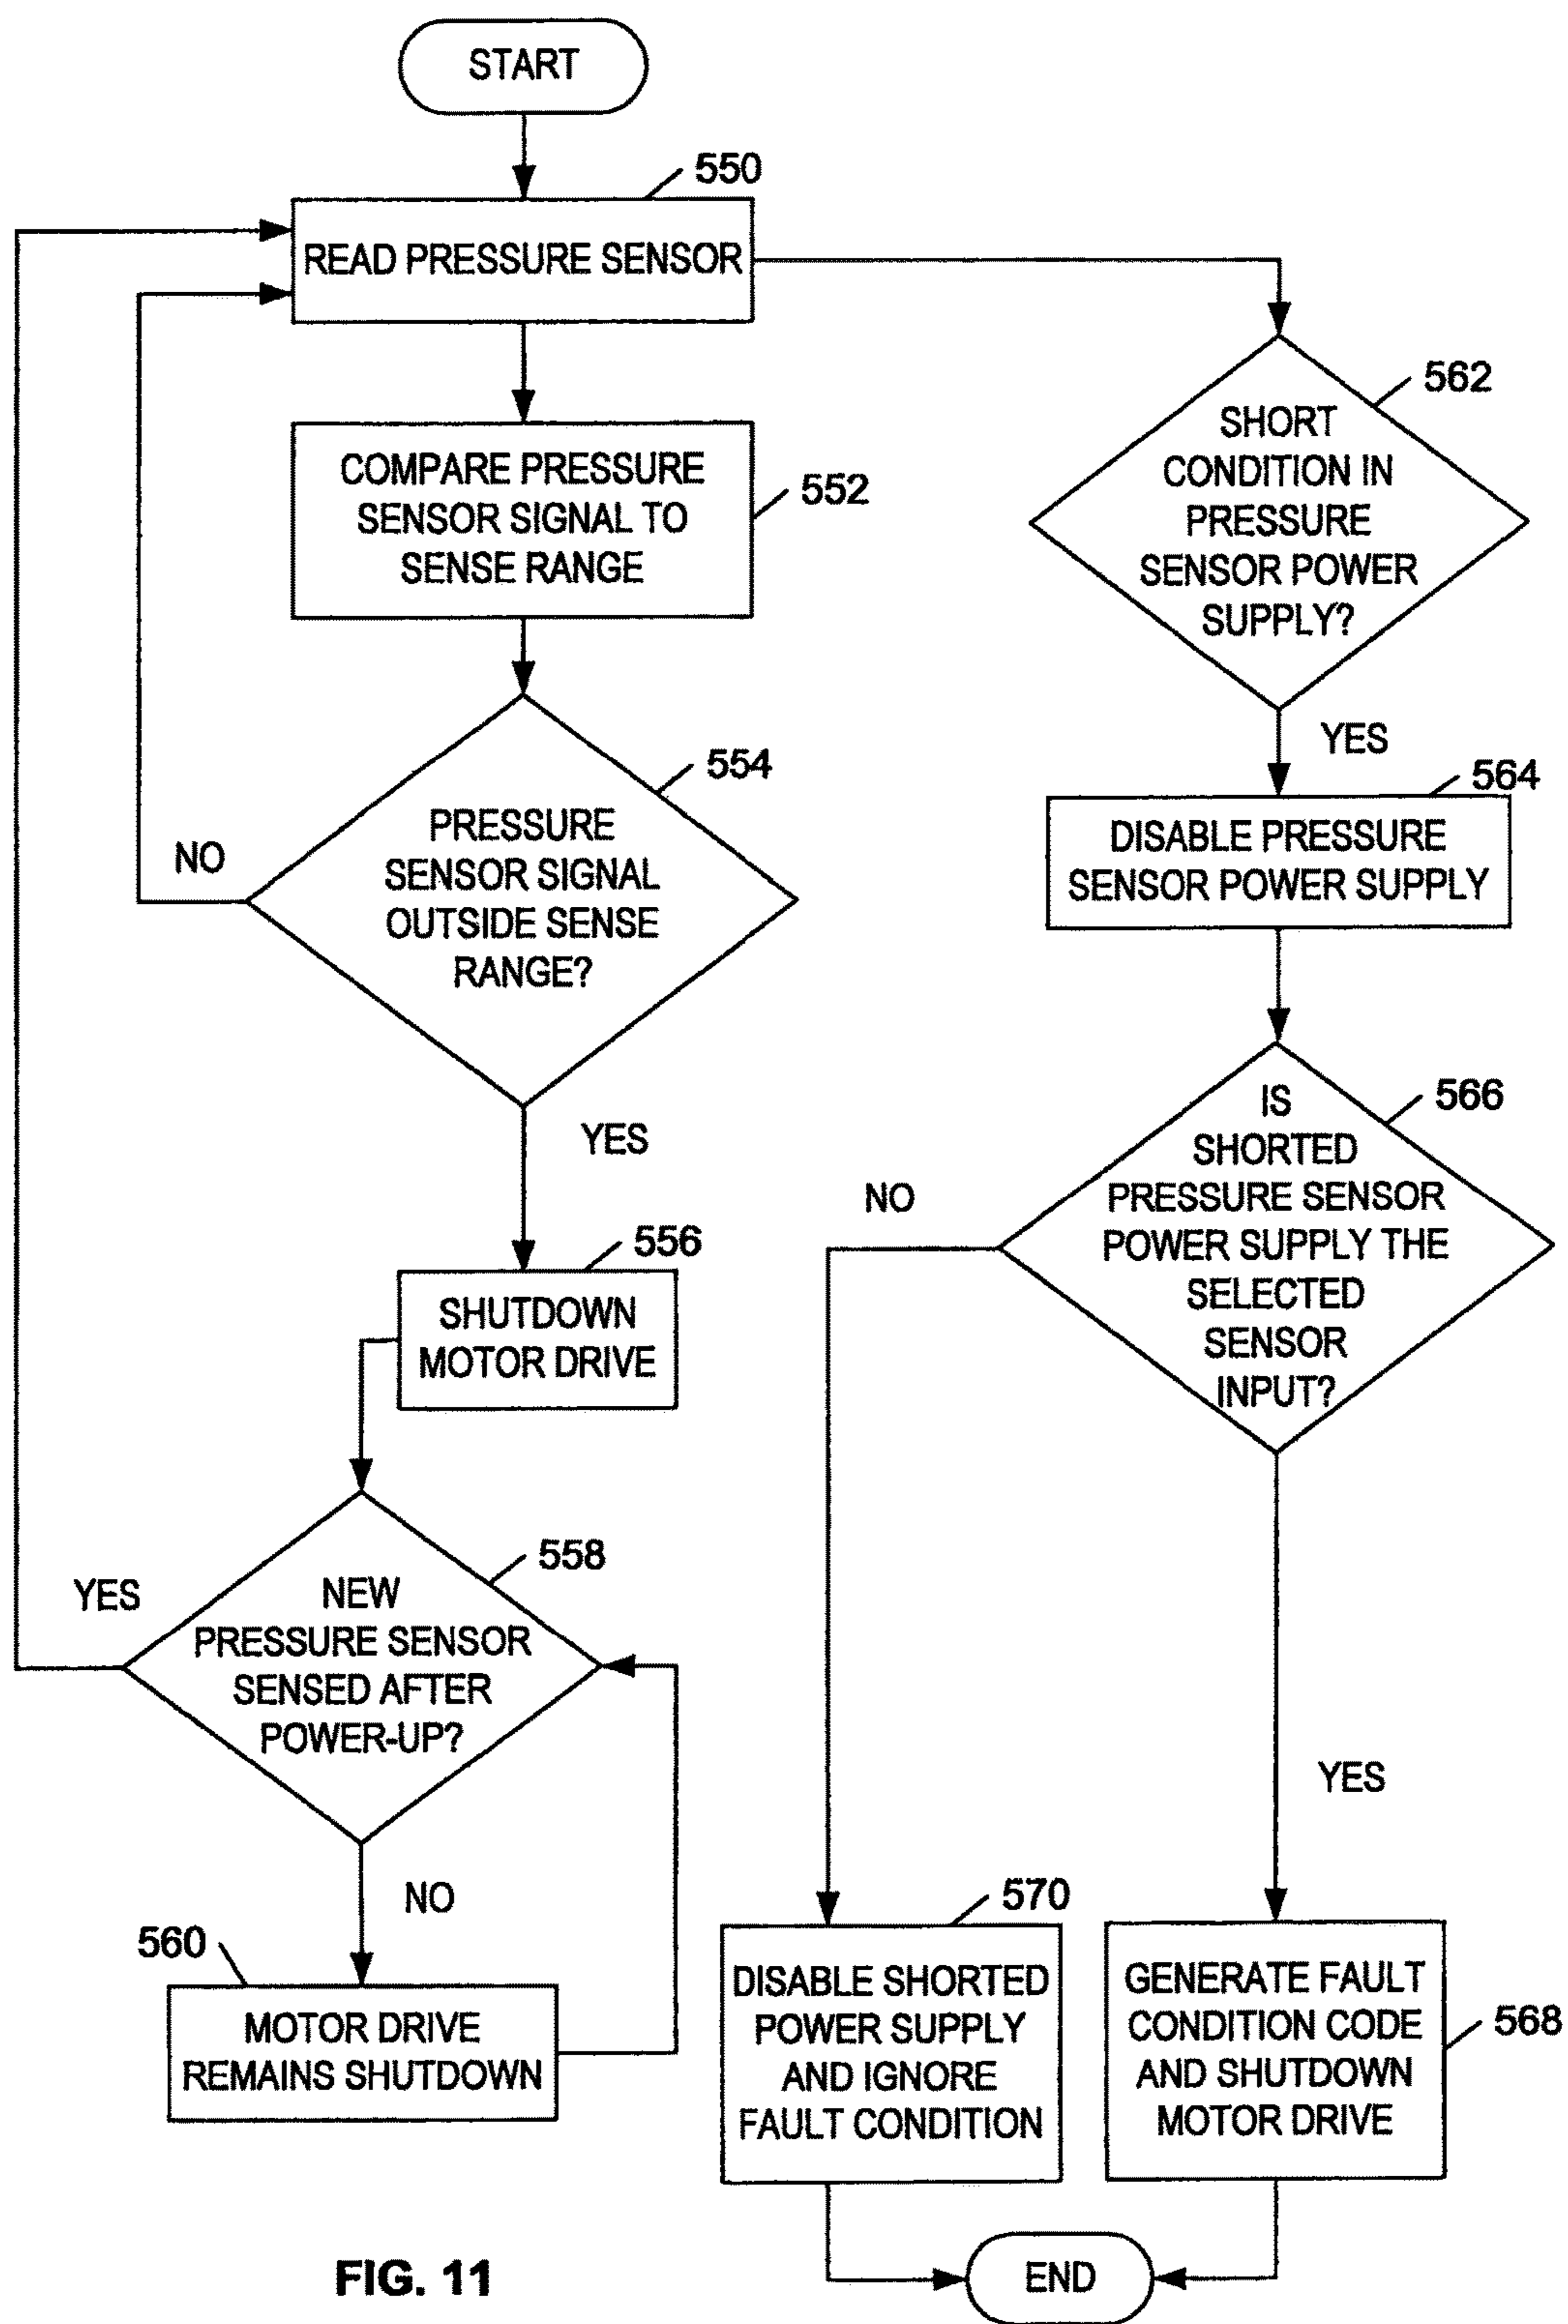 START
550
READ PRESSURE SENSOR
COMPARE PRESSURE
SENSOR SIGNAL TO
SENSE RANGE
552
PRESSURE
SENSOR SIGNAL
OUTSIDE SENSE
RANGE?
554
NO
YES
556
SHUTDOWN
MOTOR DRIVE
558
NEW
PRESSURE SENSOR
SENSED AFTER
POWER-UP?
YES
NO
560
MOTOR DRIVE
REMAINS SHUTDOWN
562
SHORT
CONDITION IN
PRESSURE
SENSOR POWER
SUPPLY?
YES
564
DISABLE PRESSURE
SENSOR POWER SUPPLY
566
IS
SHORTED
PRESSURE SENSOR
POWER SUPPLY THE
SELECTED
SENSOR
INPUT?
NO
YES
570
DISABLE SHORTED
POWER SUPPLY
AND IGNORE
FAULT CONDITION
GENERATE FAULT
CONDITION CODE
AND SHUTDOWN
MOTOR DRIVE
568
END
FIG. 11